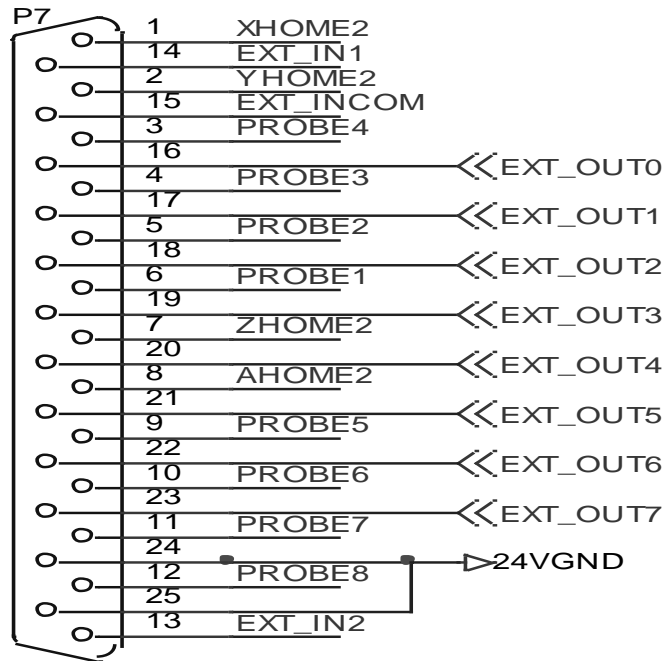 P7
1 XHOME2
14 EXT_IN1
2 YHOME2
15 EXT_INCOM
3 PROBE4
16 EXT_OUT0
4 PROBE3
17 EXT_OUT1
5 PROBE2
18 EXT_OUT2
6 PROBE1
19 EXT_OUT3
7 ZHOME2
20 EXT_OUT4
8 AHOME2
21 EXT_OUT5
9 PROBE5
22 EXT_OUT6
10 PROBE6
23 EXT_OUT7
11 PROBE7
24 24VGND
12 PROBE8
25
13 EXT_IN2